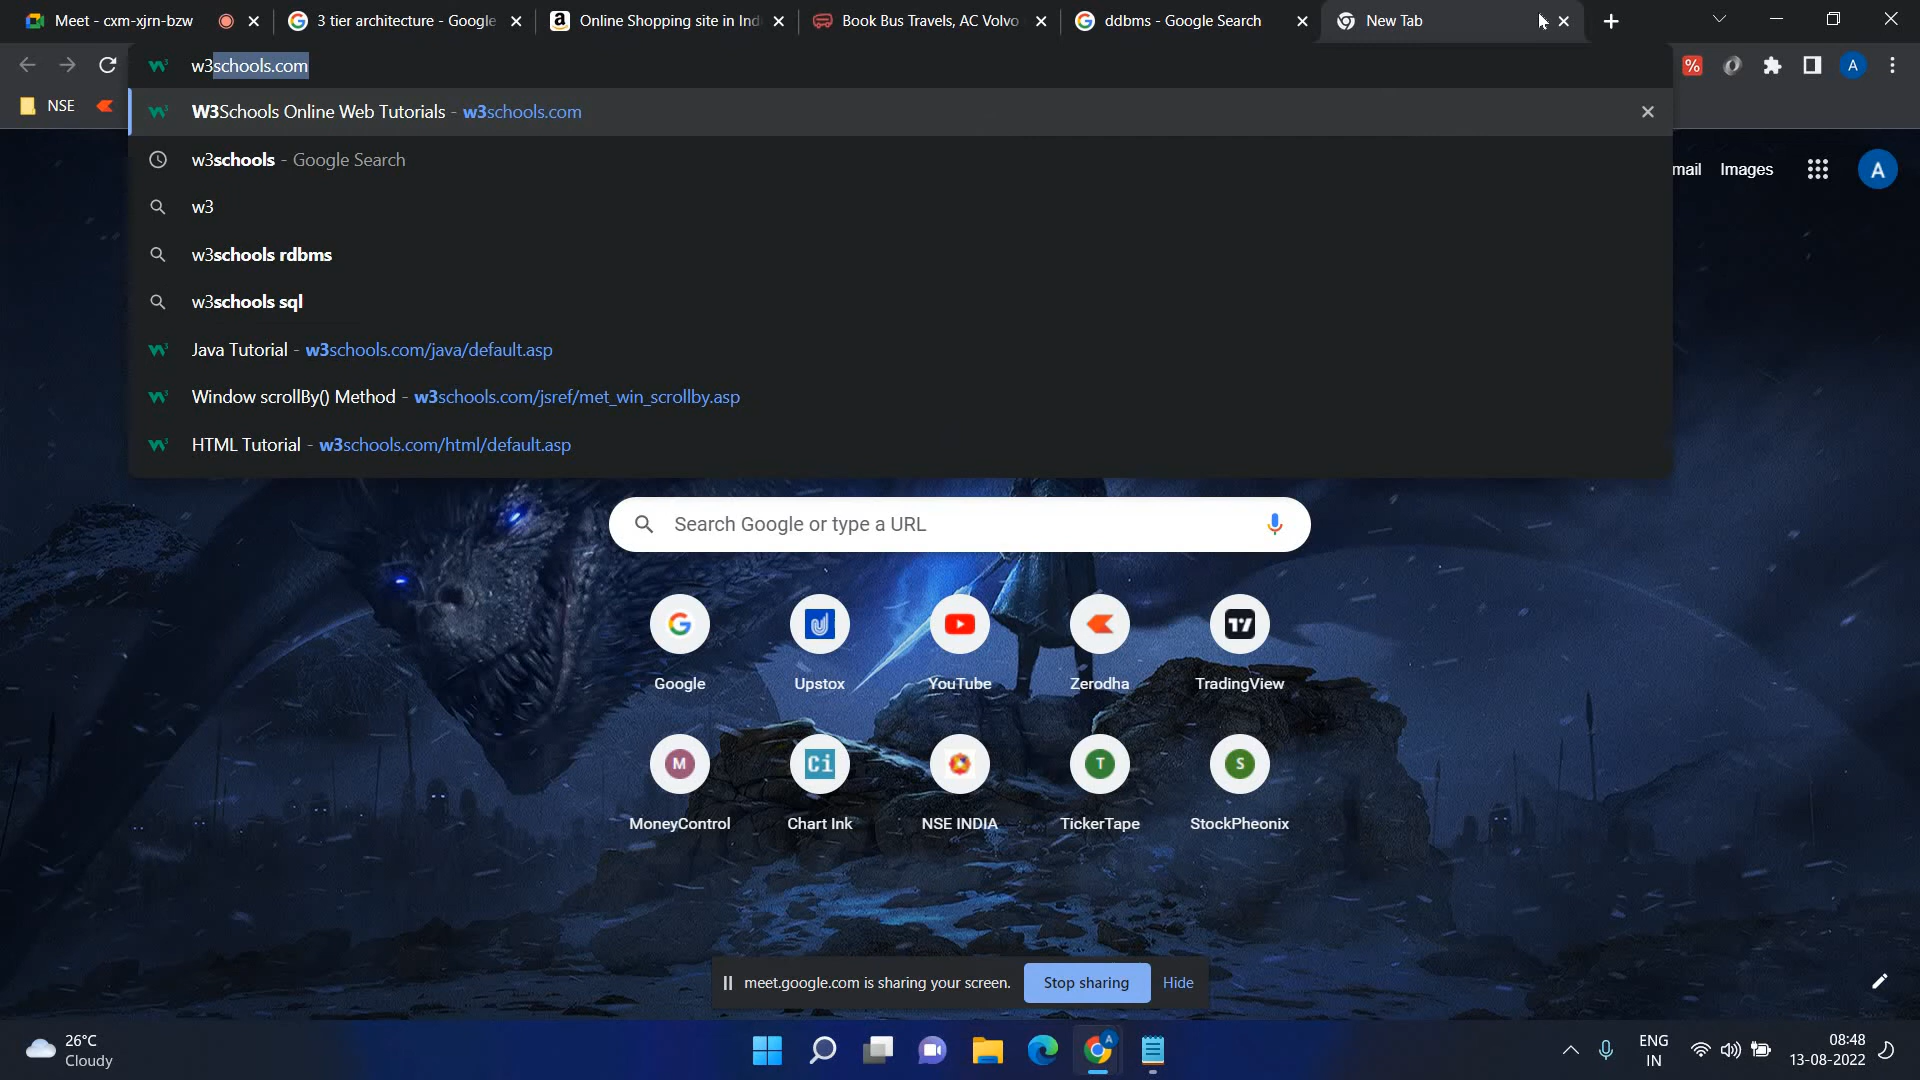 Meet - cxm-xjrn-bzw
3 tier architecture - Google
Online Shopping site in Ind
Book Bus Travels, AC Volvo
ddbms - Google Search
New Tab
w3schools.com
A
NSE
W3Schools Online Web Tutorials - w3schools.com
w3schools - Google Search
mail
Images
A
w3
w3schools rdbms
w3schools sql
Java Tutorial - w3schools.com/java/default.asp
Window scrollBy() Method - w3schools.com/jsref/met_win_scrollby.asp
HTML Tutorial - w3schools.com/html/default.asp
Search Google or type a URL
Google
Upstox
YouTube
Zerodha
TradingView
M
Ci
T
S
MoneyControl
Chart Ink
NSE INDIA
TickerTape
StockPheonix
meet.google.com is sharing your screen.
Stop sharing
Hide
26°C
Cloudy
ENG
IN
08:48
13-08-2022